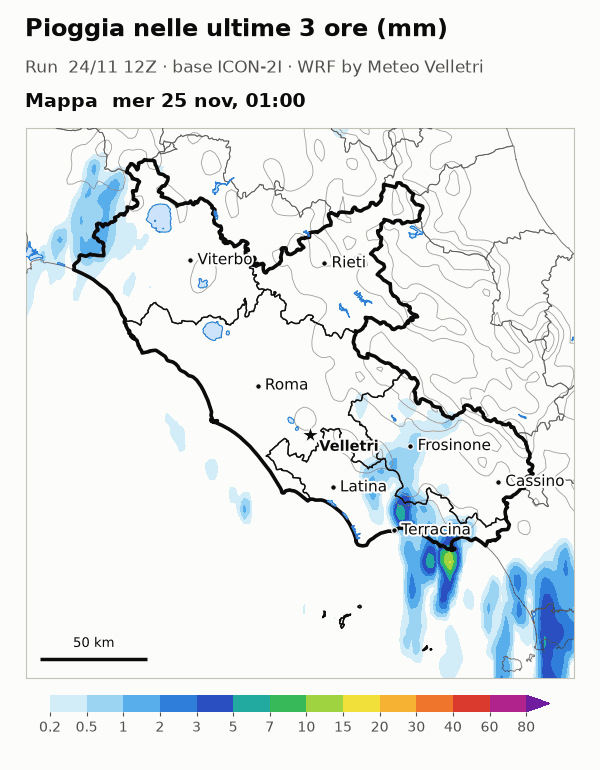 Pioggia nelle ultime 3 ore (mm)
Run  24/11 12Z · base ICON-2I · WRF by Meteo Velletri
Mappa  mer 25 nov, 01:00
Viterbo
Rieti
Roma
Velletri
Frosinone
Latina
Cassino
Terracina
50 km
0.2 0.5 1 2 3 5 7 10 15 20 30 40 60 80